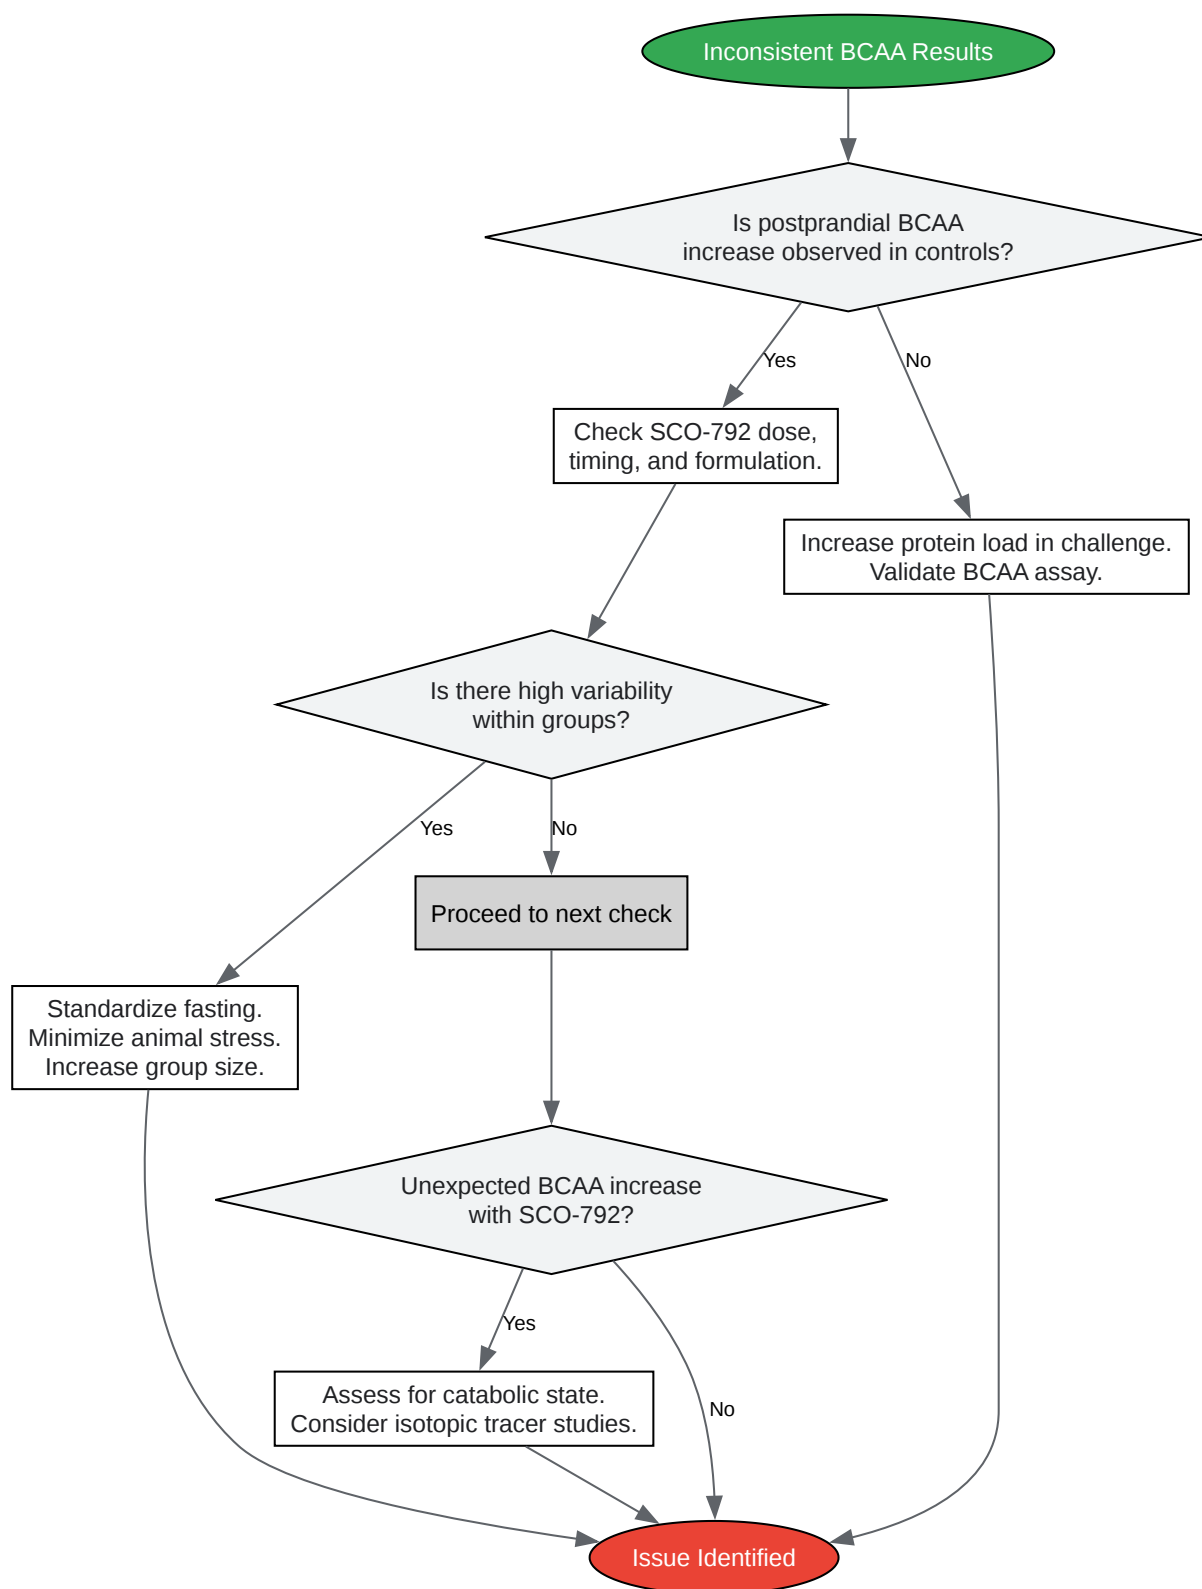 Inconsistent BCAA Results
Is postprandial BCAA
increase observed in controls?
Yes
No
Check SCO-792 dose,
timing, and formulation.
Increase protein load in challenge.
Validate BCAA assay.
Is there high variability
within groups?
Yes
No
Proceed to next check
Standardize fasting.
Minimize animal stress.
Increase group size.
Unexpected BCAA increase
with SCO-792?
Yes
No
Assess for catabolic state.
Consider isotopic tracer studies.
Issue Identified